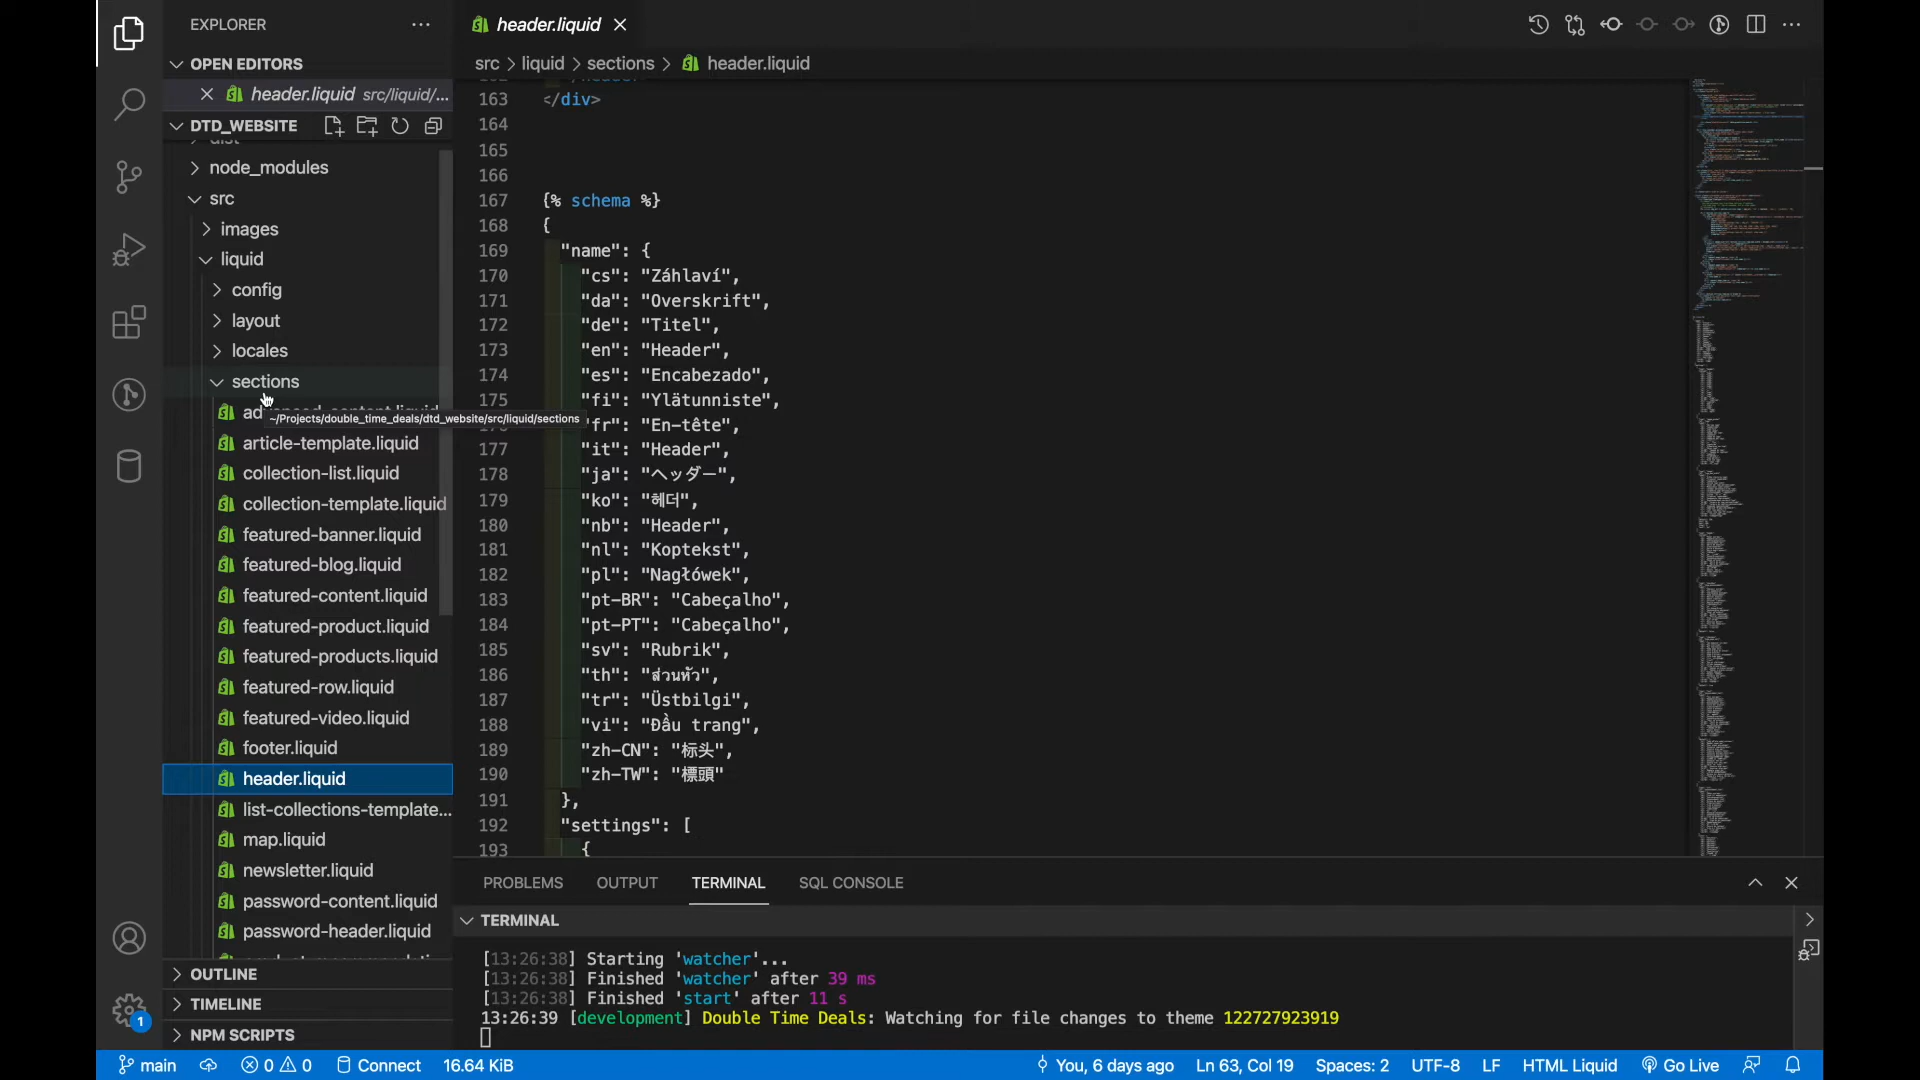 EXPLORER
OPEN EDITORS
header.liquid src/liquid/...
DTD_WEBSITE
dist
node_modules
src
images
liquid
config
layout
locales
sections
~/Projects/double_time_deals/dtd_website/src/liquid/sections
article-template.liquid
collection-list.liquid
collection-template.liquid
featured-banner.liquid
featured-blog.liquid
featured-content.liquid
featured-product.liquid
featured-products.liquid
featured-row.liquid
featured-video.liquid
footer.liquid
header.liquid
list-collections-template...
map.liquid
newsletter.liquid
password-content.liquid
password-header.liquid
OUTLINE
TIMELINE
NPM SCRIPTS
header.liquid
src > liquid > sections > header.liquid
163 </div>
164
165
166
167 {% schema %}
168 {
169 "name": {
170 "cs": "Záhlaví",
171 "da": "Overskrift",
172 "de": "Titel",
173 "en": "Header",
174 "es": "Encabezado",
175 "fi": "Ylätunniste",
"fr": "En-tête",
177 "it": "Header",
178 "ja": "ヘッダー",
179 "ko": "헤더",
180 "nb": "Header",
181 "nl": "Koptekst",
182 "pl": "Nagłówek",
183 "pt-BR": "Cabeçalho",
184 "pt-PT": "Cabeçalho",
185 "sv": "Rubrik",
186 "th": "ส่วนหัว",
187 "tr": "Üstbilgi",
188 "vi": "Đầu trang",
189 "zh-CN": "标头",
190 "zh-TW": "標頭"
191 },
192 "settings": [
193 {
PROBLEMS OUTPUT TERMINAL SQL CONSOLE
TERMINAL
[13:26:38] Starting 'watcher'...
[13:26:38] Finished 'watcher' after 39 ms
[13:26:38] Finished 'start' after 11 s
13:26:39 [development] Double Time Deals: Watching for file changes to theme 122727923919
1
main 0 0 Connect 16.64 KiB You, 6 days ago Ln 63, Col 19 Spaces: 2 UTF-8 LF HTML Liquid Go Live